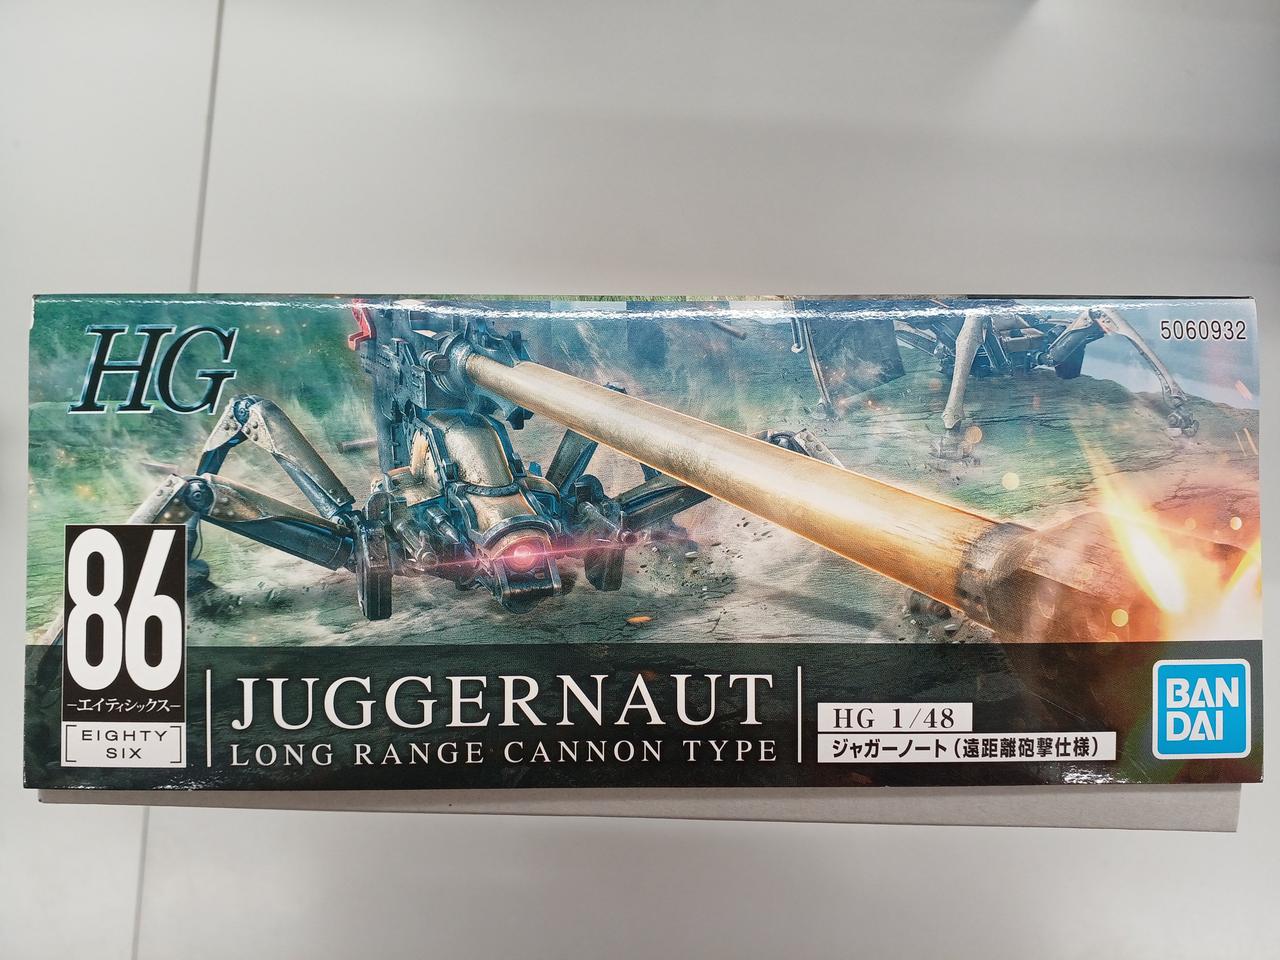 HG
5060932
86
-エイティシックス-
EIGHTY
SIX
JUGGERNAUT
LONG RANGE CANNON TYPE
HG 1/48
ジャガーノート(遠距離砲撃仕様)
BAN
DAI